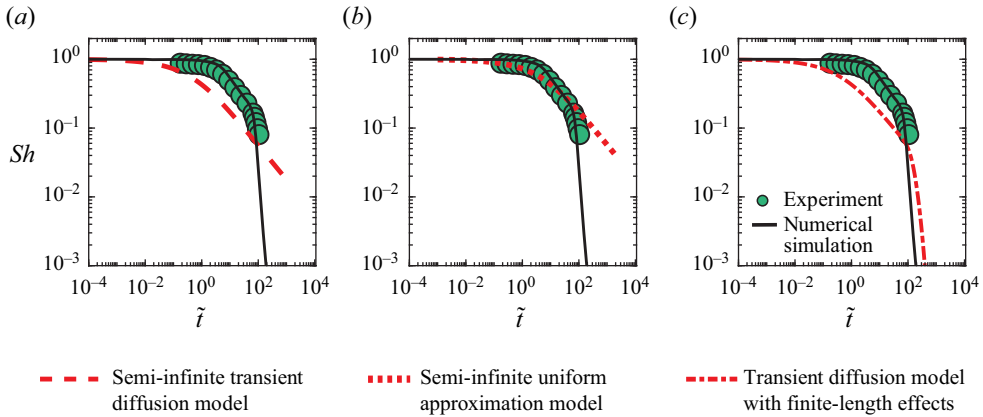 (a)
(b)
(c)
Sh
10^0
10^−1
10^−2
10^−3
10^−4
10^−2
10^0
10^2
10^4
t̃
10^0
10^−1
10^−2
10^−3
10^−4
10^−2
10^0
10^2
10^4
t̃
10^0
10^−1
10^−2
10^−3
10^−4
10^−2
10^0
10^2
10^4
t̃
Experiment
Numerical
simulation
Semi-infinite transient
diffusion model
Semi-infinite uniform
approximation model
Transient diffusion model
with finite-length effects